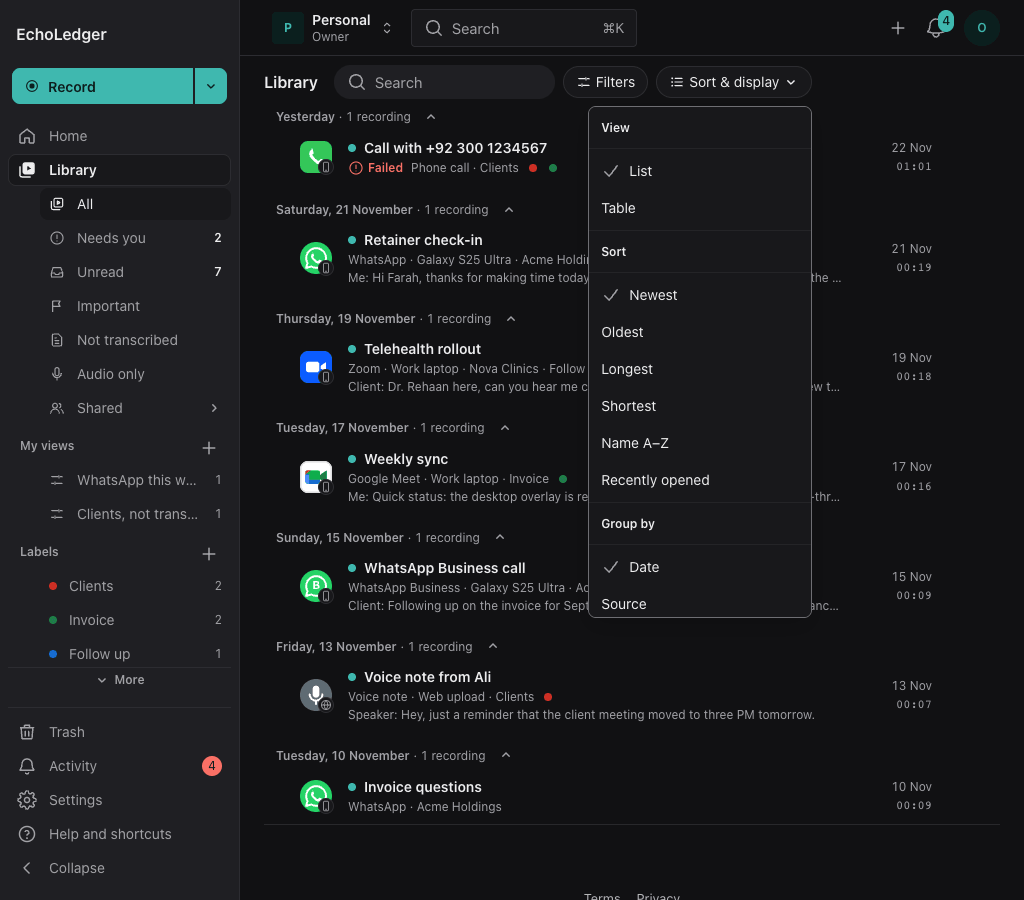 EchoLedger
Record
Home
Library
All
Needs you 2
Unread 7
Important
Not transcribed
Audio only
Shared
My views
WhatsApp this w... 1
Clients, not trans... 1
Labels
Clients 2
Invoice 2
Follow up 1
More
Trash
Activity 4
Settings
Help and shortcuts
Collapse
P Personal
Owner
Search ⌘K
4
O
Library
Search
Filters
Sort & display
Yesterday · 1 recording
Call with +92 300 1234567
22 Nov
Failed Phone call · Clients
01:01
Saturday, 21 November · 1 recording
Retainer check-in
21 Nov
WhatsApp · Galaxy S25 Ultra · Acme Holdin
00:19
Me: Hi Farah, thanks for making time today the ...
Thursday, 19 November · 1 recording
Telehealth rollout
19 Nov
Zoom · Work laptop · Nova Clinics · Follow
00:18
Client: Dr. Rehaan here, can you hear me c w t...
Tuesday, 17 November · 1 recording
Weekly sync
17 Nov
Google Meet · Work laptop · Invoice
00:16
Me: Quick status: the desktop overlay is re -thr...
Sunday, 15 November · 1 recording
B
WhatsApp Business call
15 Nov
WhatsApp Business · Galaxy S25 Ultra · Ac
00:09
Client: Following up on the invoice for Sept anc...
Friday, 13 November · 1 recording
Voice note from Ali
13 Nov
Voice note · Web upload · Clients
00:07
Speaker: Hey, just a reminder that the client meeting moved to three PM tomorrow.
Tuesday, 10 November · 1 recording
Invoice questions
10 Nov
WhatsApp · Acme Holdings
00:09
View
List
Table
Sort
Newest
Oldest
Longest
Shortest
Name A–Z
Recently opened
Group by
Date
Source
Terms Privacy